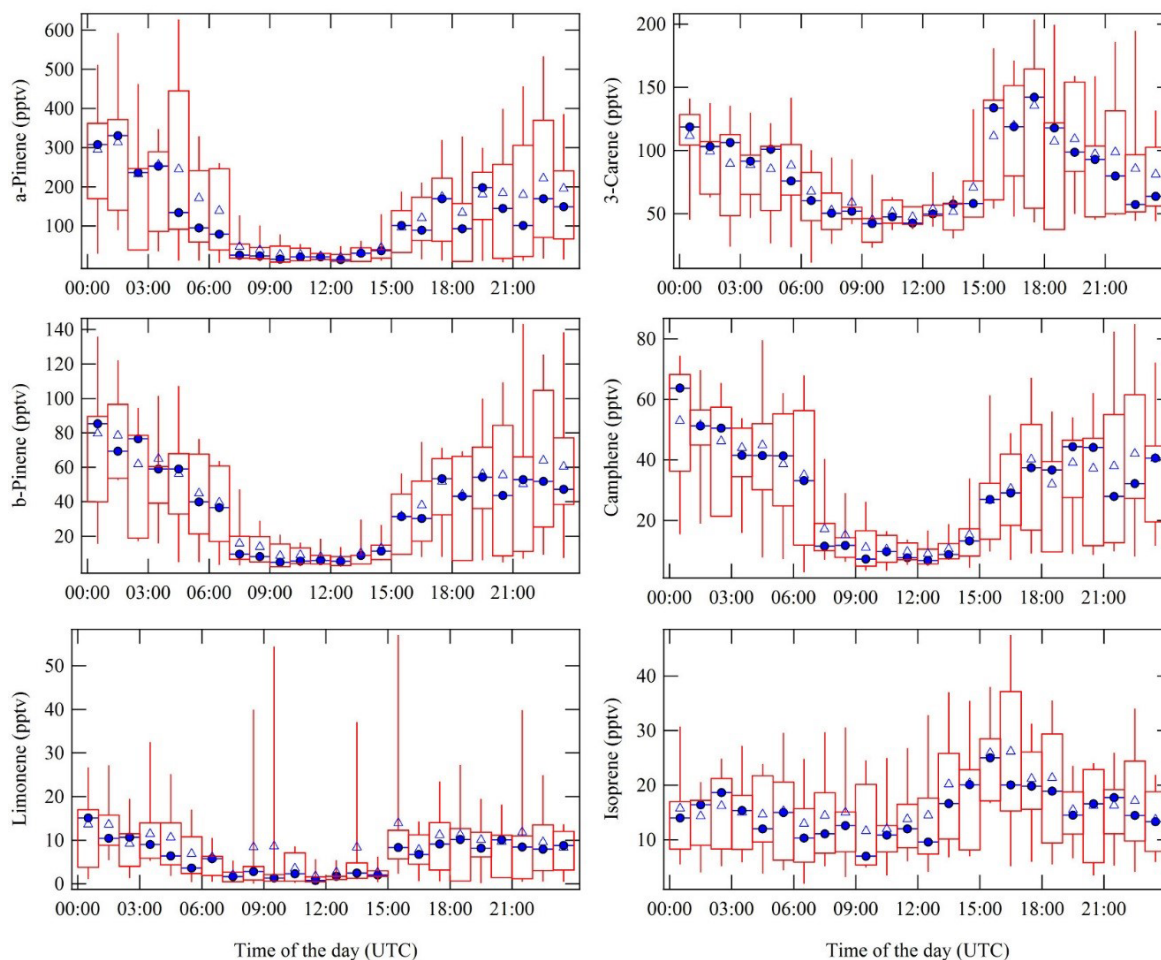 a-Pinene (pptv)
600
500
400
300
200
100
00:00 03:00 06:00 09:00 12:00 15:00 18:00 21:00
3-Carene (pptv)
200
150
100
50
00:00 03:00 06:00 09:00 12:00 15:00 18:00 21:00
b-Pinene (pptv)
140
120
100
80
60
40
20
00:00 03:00 06:00 09:00 12:00 15:00 18:00 21:00
Camphene (pptv)
80
60
40
20
00:00 03:00 06:00 09:00 12:00 15:00 18:00 21:00
Limonene (pptv)
50
40
30
20
10
0
00:00 03:00 06:00 09:00 12:00 15:00 18:00 21:00
Time of the day (UTC)
Isoprene (pptv)
40
30
20
10
00:00 03:00 06:00 09:00 12:00 15:00 18:00 21:00
Time of the day (UTC)